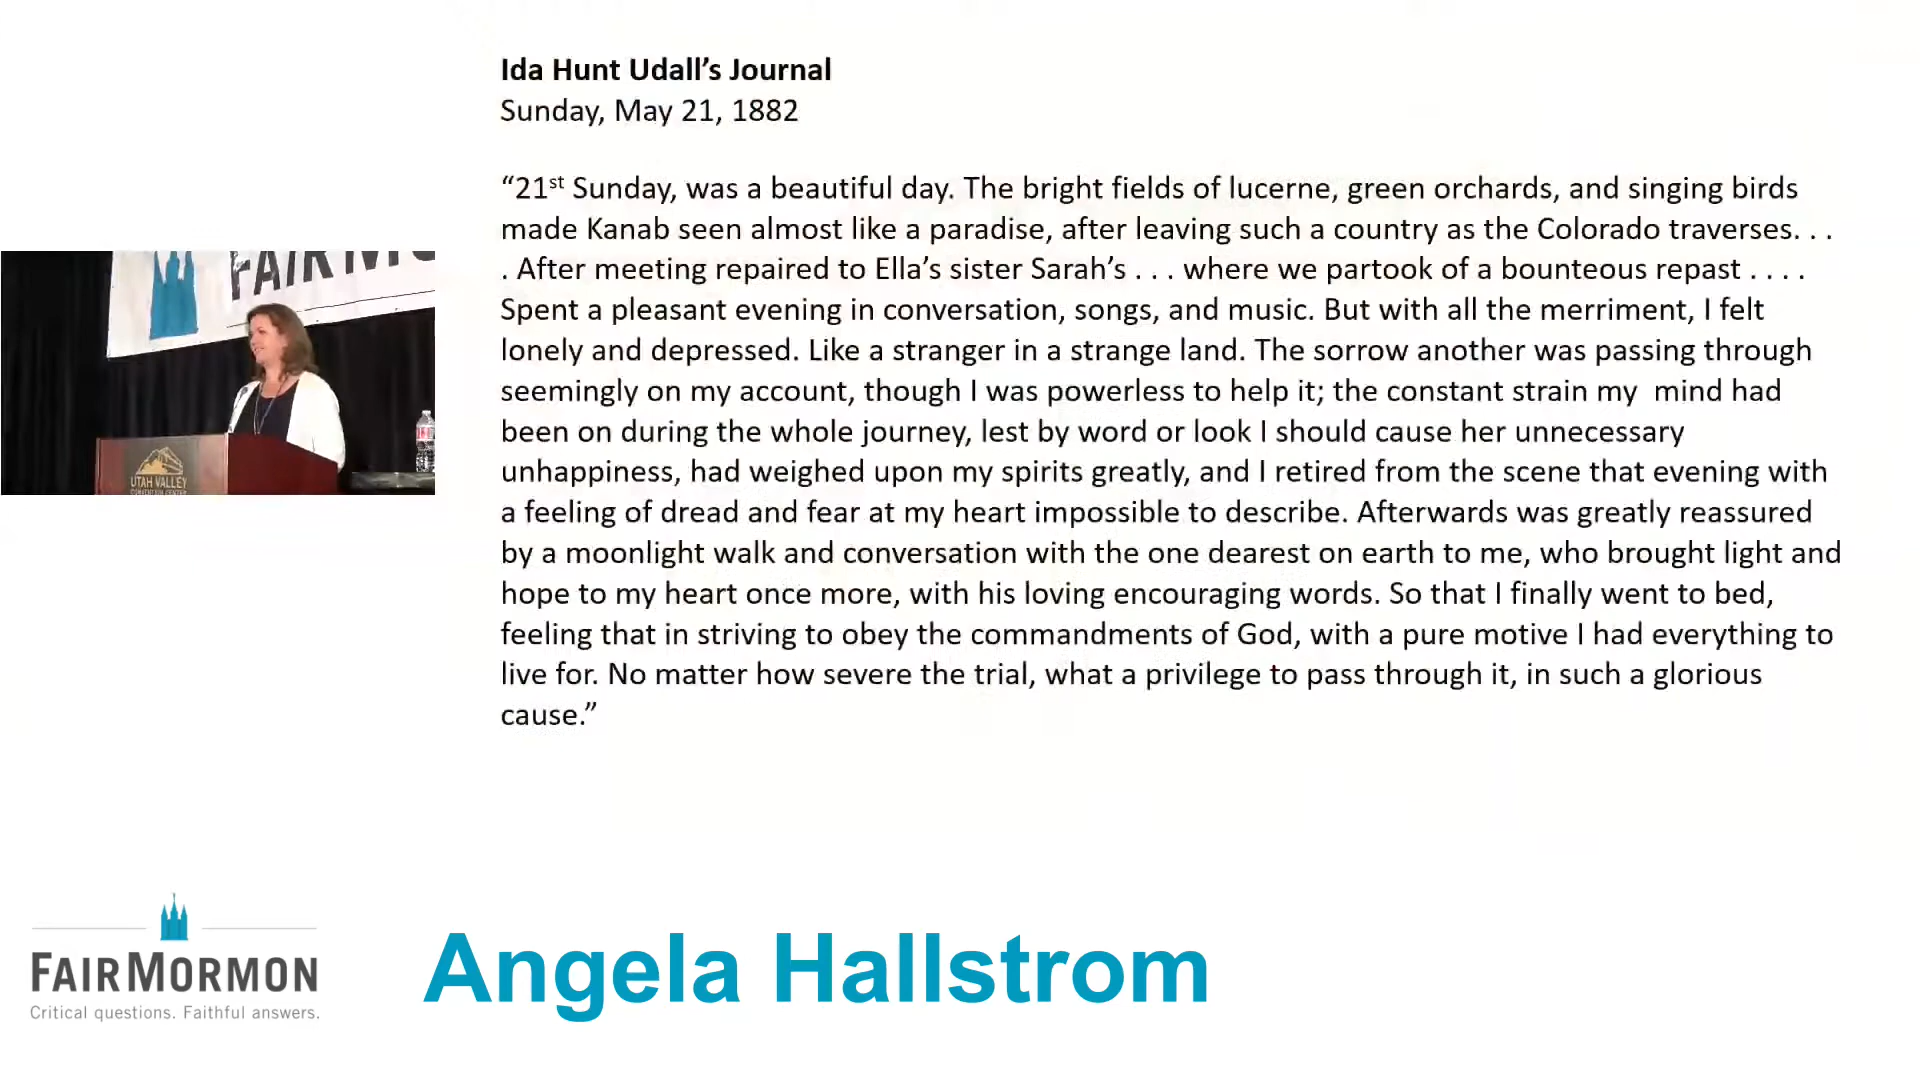 Ida Hunt Udall’s Journal
Sunday, May 21, 1882
“21st Sunday, was a beautiful day. The bright fields of lucerne, green orchards, and singing birds
made Kanab seen almost like a paradise, after leaving such a country as the Colorado traverses. . .
. After meeting repaired to Ella’s sister Sarah’s . . . where we partook of a bounteous repast . . . .
Spent a pleasant evening in conversation, songs, and music. But with all the merriment, I felt
lonely and depressed. Like a stranger in a strange land. The sorrow another was passing through
seemingly on my account, though I was powerless to help it; the constant strain my  mind had
been on during the whole journey, lest by word or look I should cause her unnecessary
unhappiness, had weighed upon my spirits greatly, and I retired from the scene that evening with
a feeling of dread and fear at my heart impossible to describe. Afterwards was greatly reassured
by a moonlight walk and conversation with the one dearest on earth to me, who brought light and
hope to my heart once more, with his loving encouraging words. So that I finally went to bed,
feeling that in striving to obey the commandments of God, with a pure motive I had everything to
live for. No matter how severe the trial, what a privilege to pass through it, in such a glorious
cause.”
UTAH VALLEY
CONVENTION CENTER
FAIRMORMON
Critical questions. Faithful answers.
Angela Hallstrom